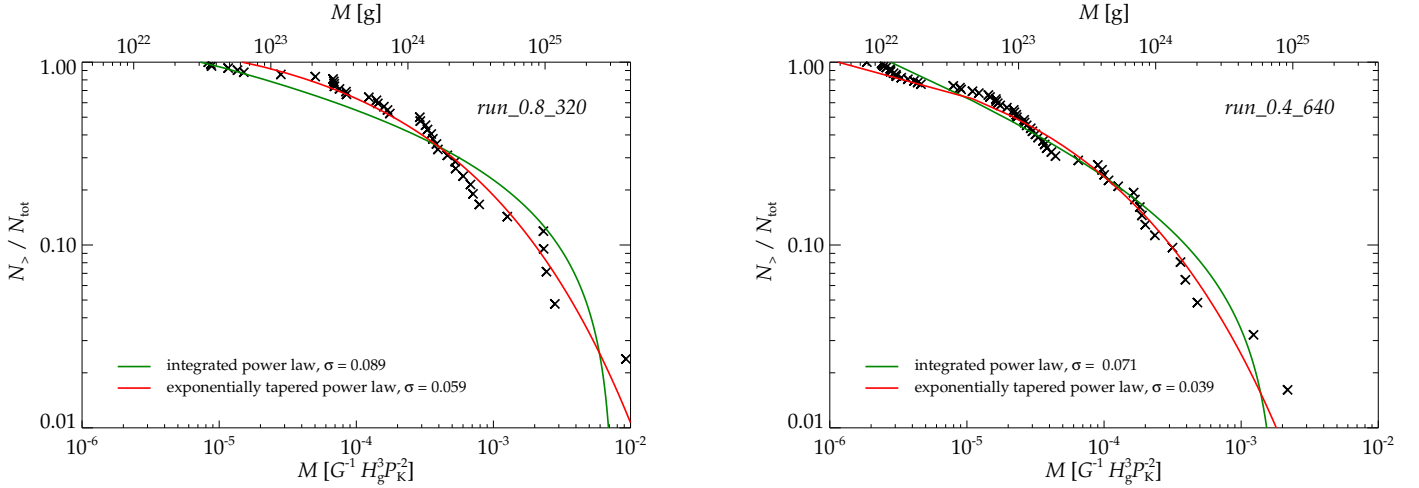 M [g]
10^22 10^23 10^24 10^25
1.00
run_0.8_320
0.10
N_> / N_tot
integrated power law, σ = 0.089
exponentially tapered power law, σ = 0.059
0.01
10^-6 10^-5 10^-4 10^-3 10^-2
M [G^-1 H_g^3 P_K^-2]
M [g]
10^22 10^23 10^24 10^25
1.00
run_0.4_640
0.10
N_> / N_tot
integrated power law, σ = 0.071
exponentially tapered power law, σ = 0.039
0.01
10^-6 10^-5 10^-4 10^-3 10^-2
M [G^-1 H_g^3 P_K^-2]